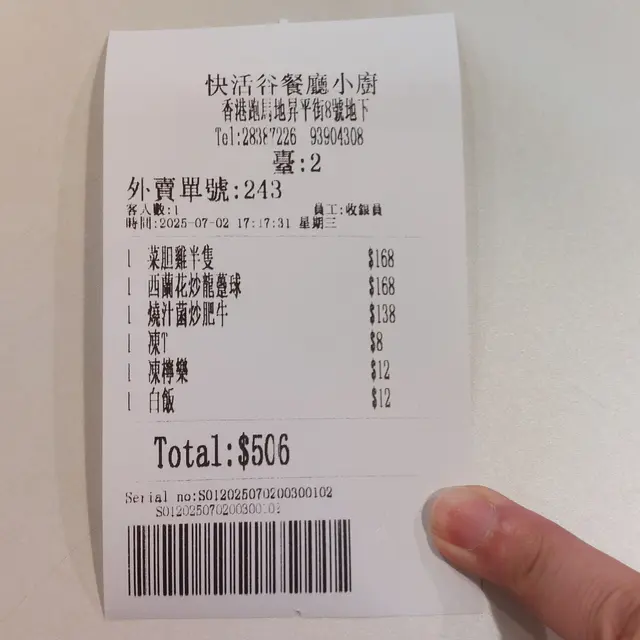 快活谷餐廳小廚
香港跑馬地昇平街8號地下
Tel:28387226 93904308
臺:2
外賣單號:243
客人數:1 員工:收銀員
時間:2025-07-02 17:17:31 星期三
1 菜胆雞半隻 $168
1 西蘭花炒龍躉球 $168
1 燒汁菌炒肥牛 $138
1 凍T $8
1 凍檸樂 $12
1 白飯 $12
Total:$506
Serial no:S012025070200300102
S012025070200300102